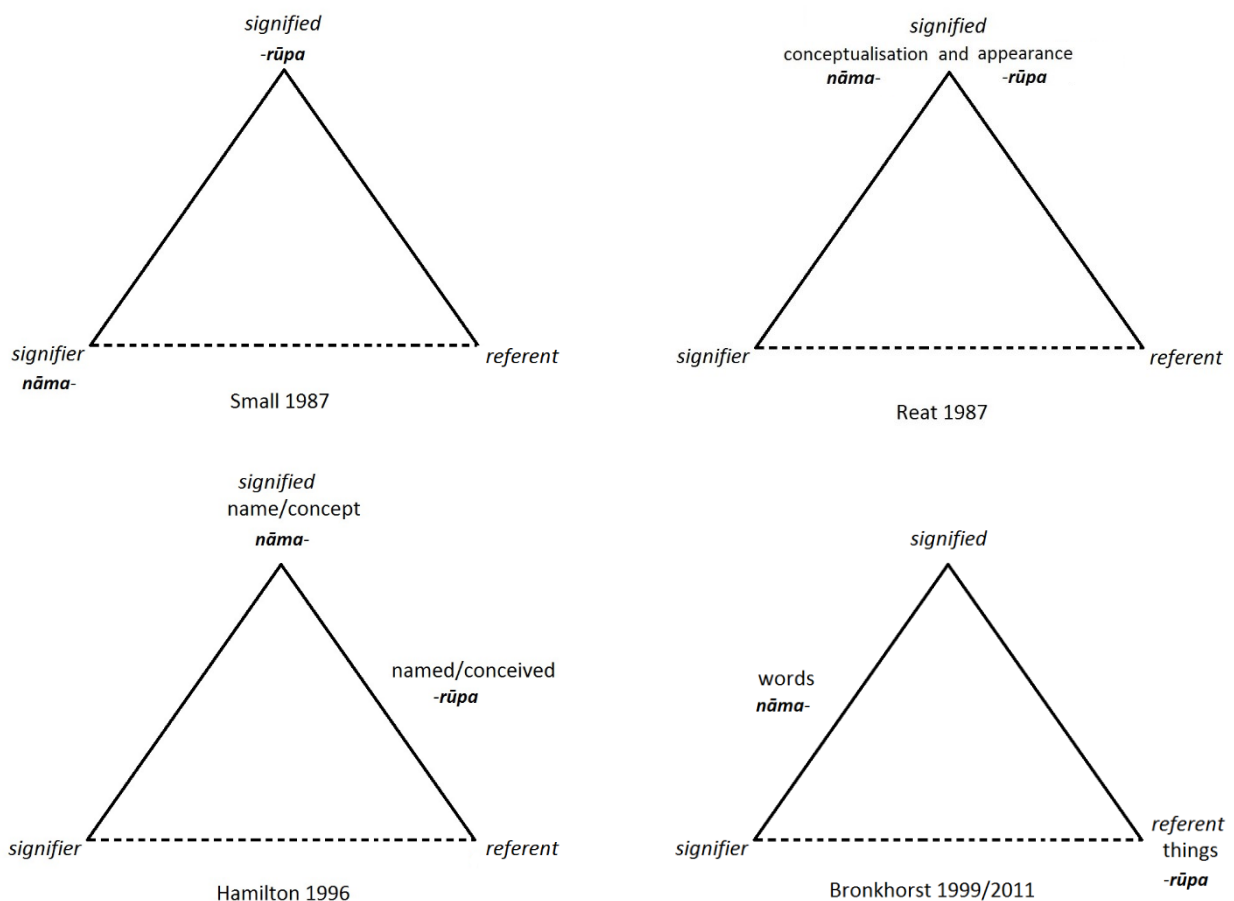 signified
-rūpa
signifier
nāma-
referent
Small 1987
signified
conceptualisation and appearance
nāma- -rūpa
signifier
referent
Reat 1987
signified
name/concept
nāma-
named/conceived
-rūpa
signifier
referent
Hamilton 1996
signified
words
nāma-
signifier
referent
things
-rūpa
Bronkhorst 1999/2011